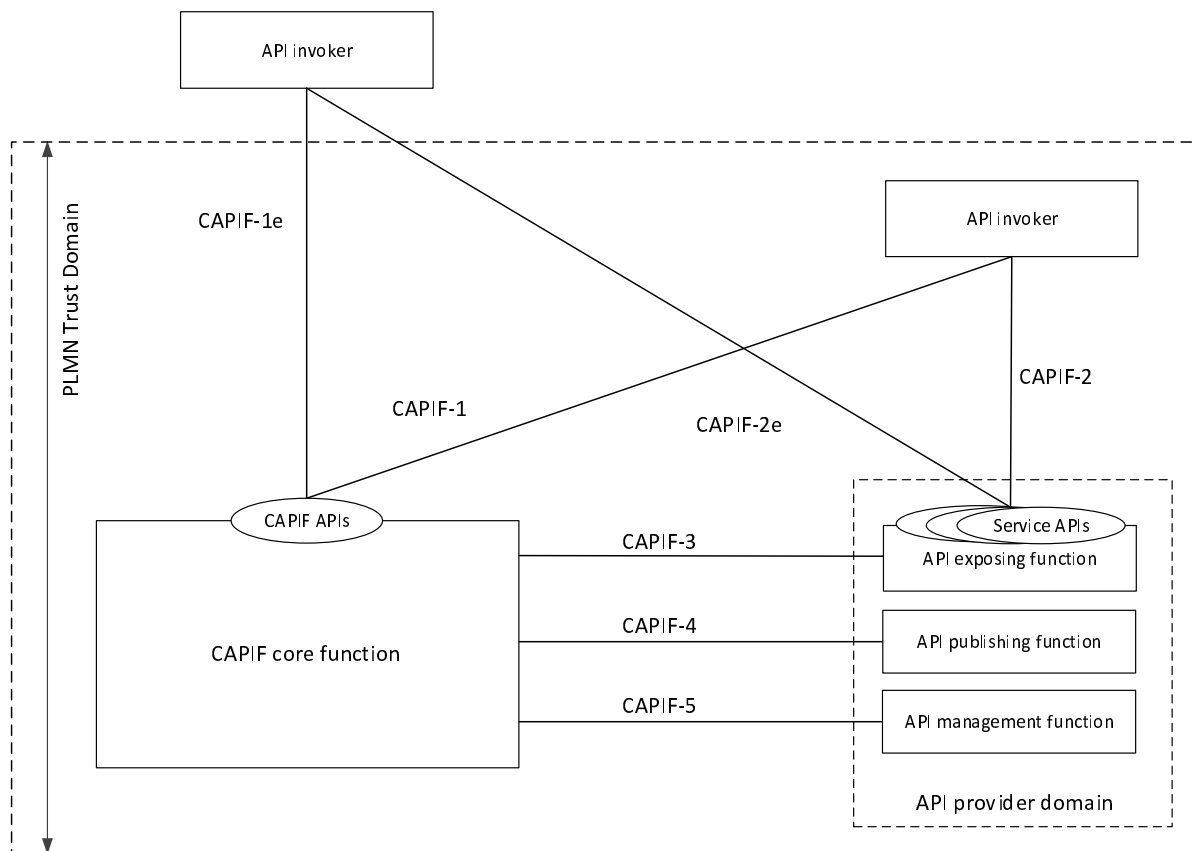 API invoker
CAPIF-1e
API invoker
PLMN Trust Domain
CAPIF-2
CAPIF-1
CAPIF-2e
CAPIF APIs
Service APIs
CAPIF-3
API exposing function
CAPIF-4
API publishing function
CAPIF core function
CAPIF-5
API management function
API provider domain